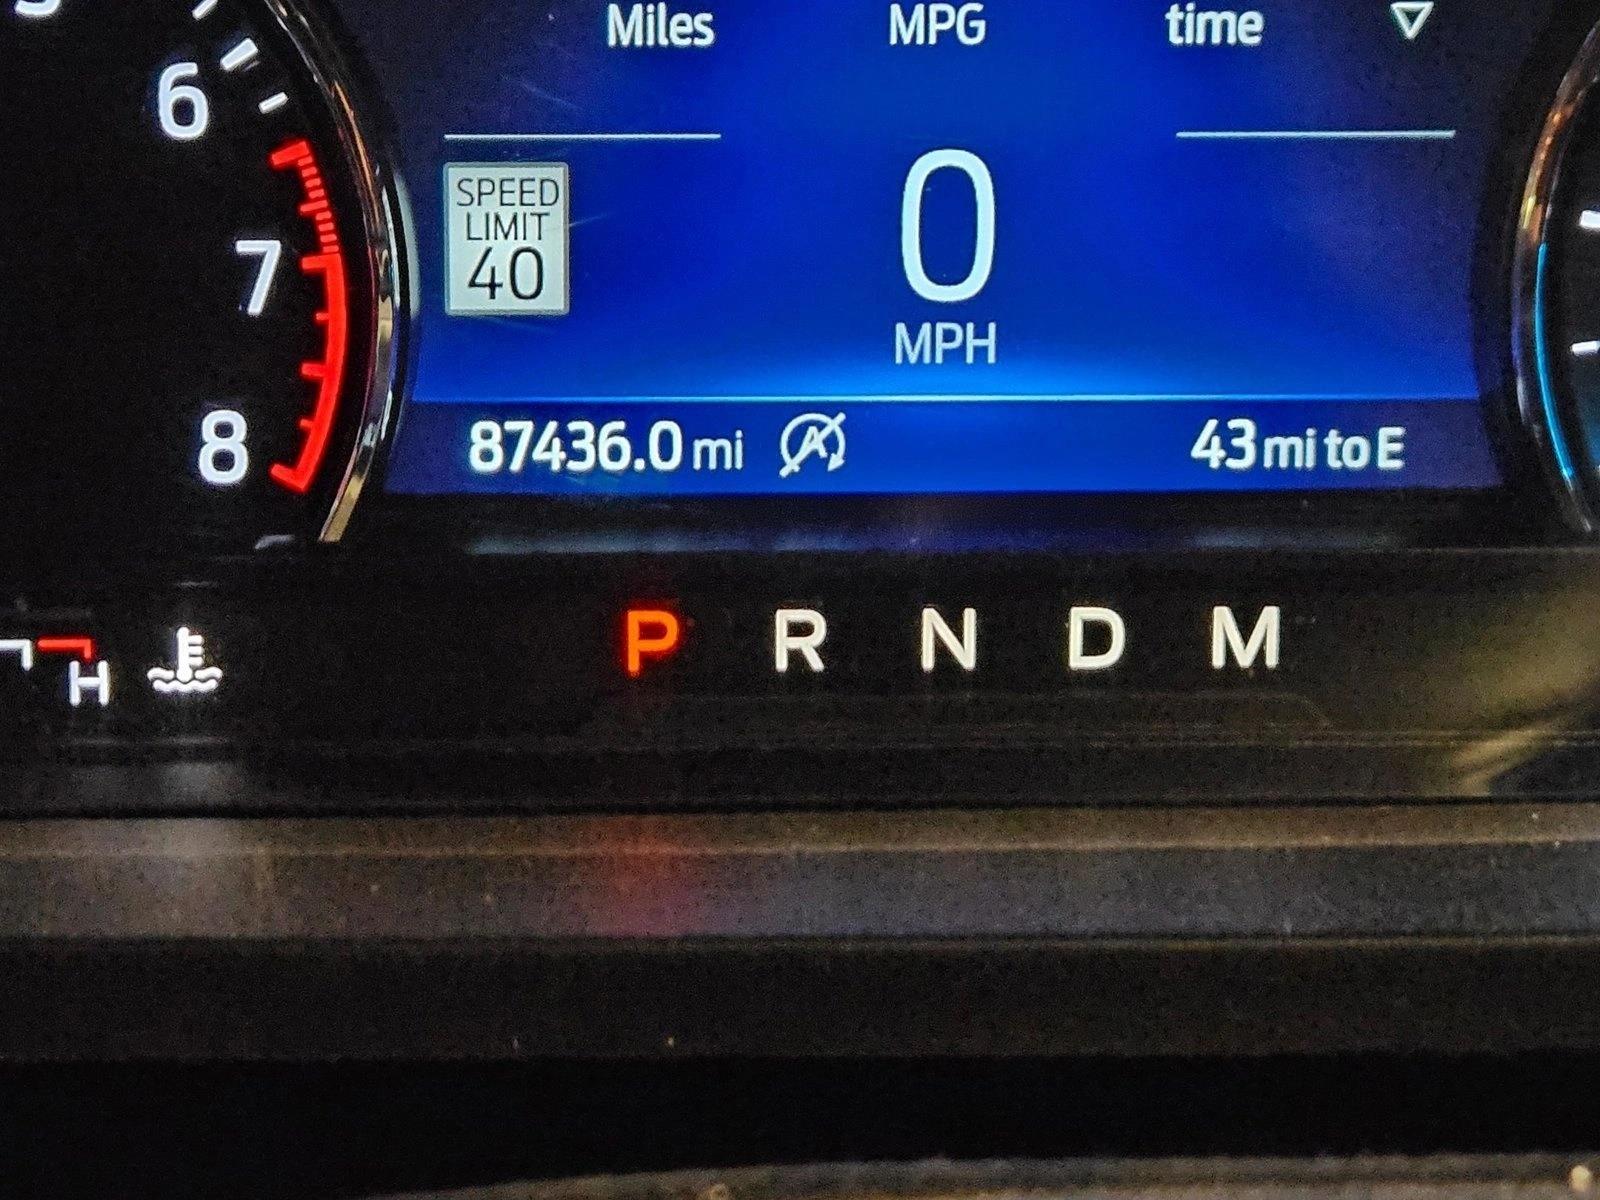 Miles MPG time
6
SPEED
LIMIT
40
0
7
MPH
8
87436.0 mi A 43 mi to E
P R N D M
H